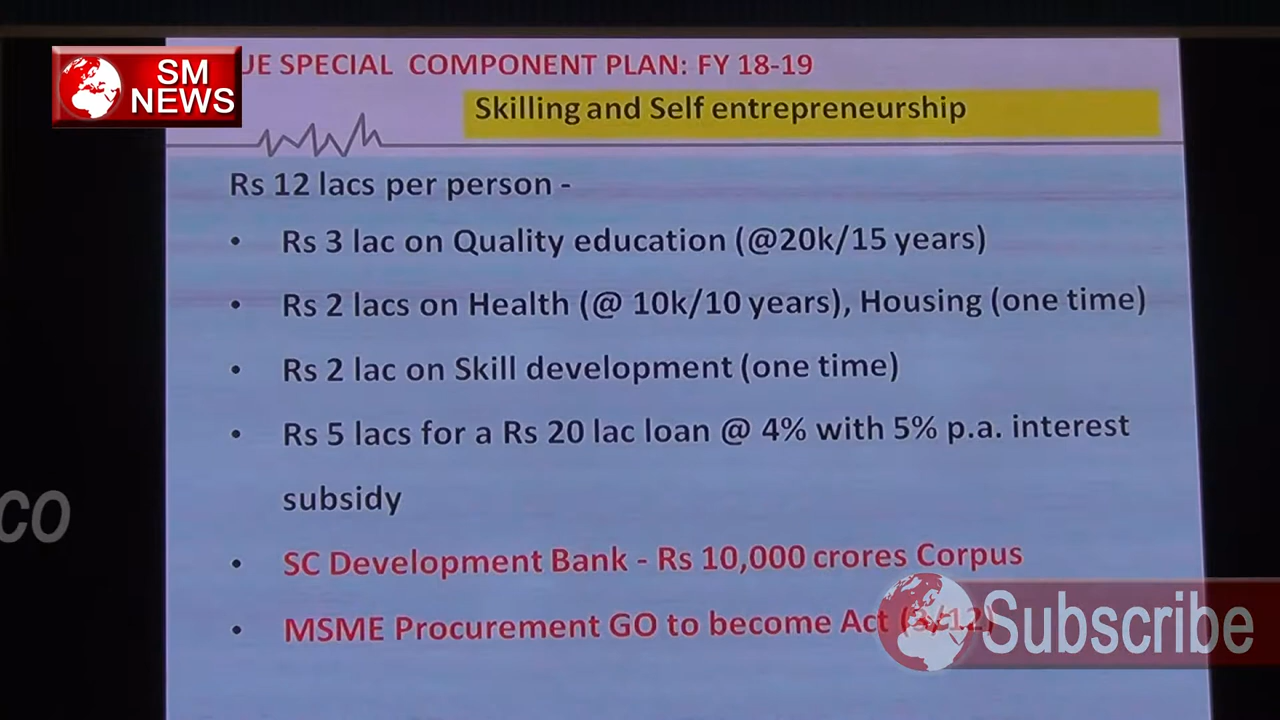 SM
NEWS
UE SPECIAL COMPONENT PLAN: FY 18-19
Skilling and Self entrepreneurship
Rs 12 lacs per person -
• Rs 3 lac on Quality education (@20k/15 years)
• Rs 2 lacs on Health (@ 10k/10 years), Housing (one time)
• Rs 2 lac on Skill development (one time)
• Rs 5 lacs for a Rs 20 lac loan @ 4% with 5% p.a. interest
subsidy
CO
• SC Development Bank - Rs 10,000 crores Corpus
• MSME Procurement GO to become Act
Subscribe